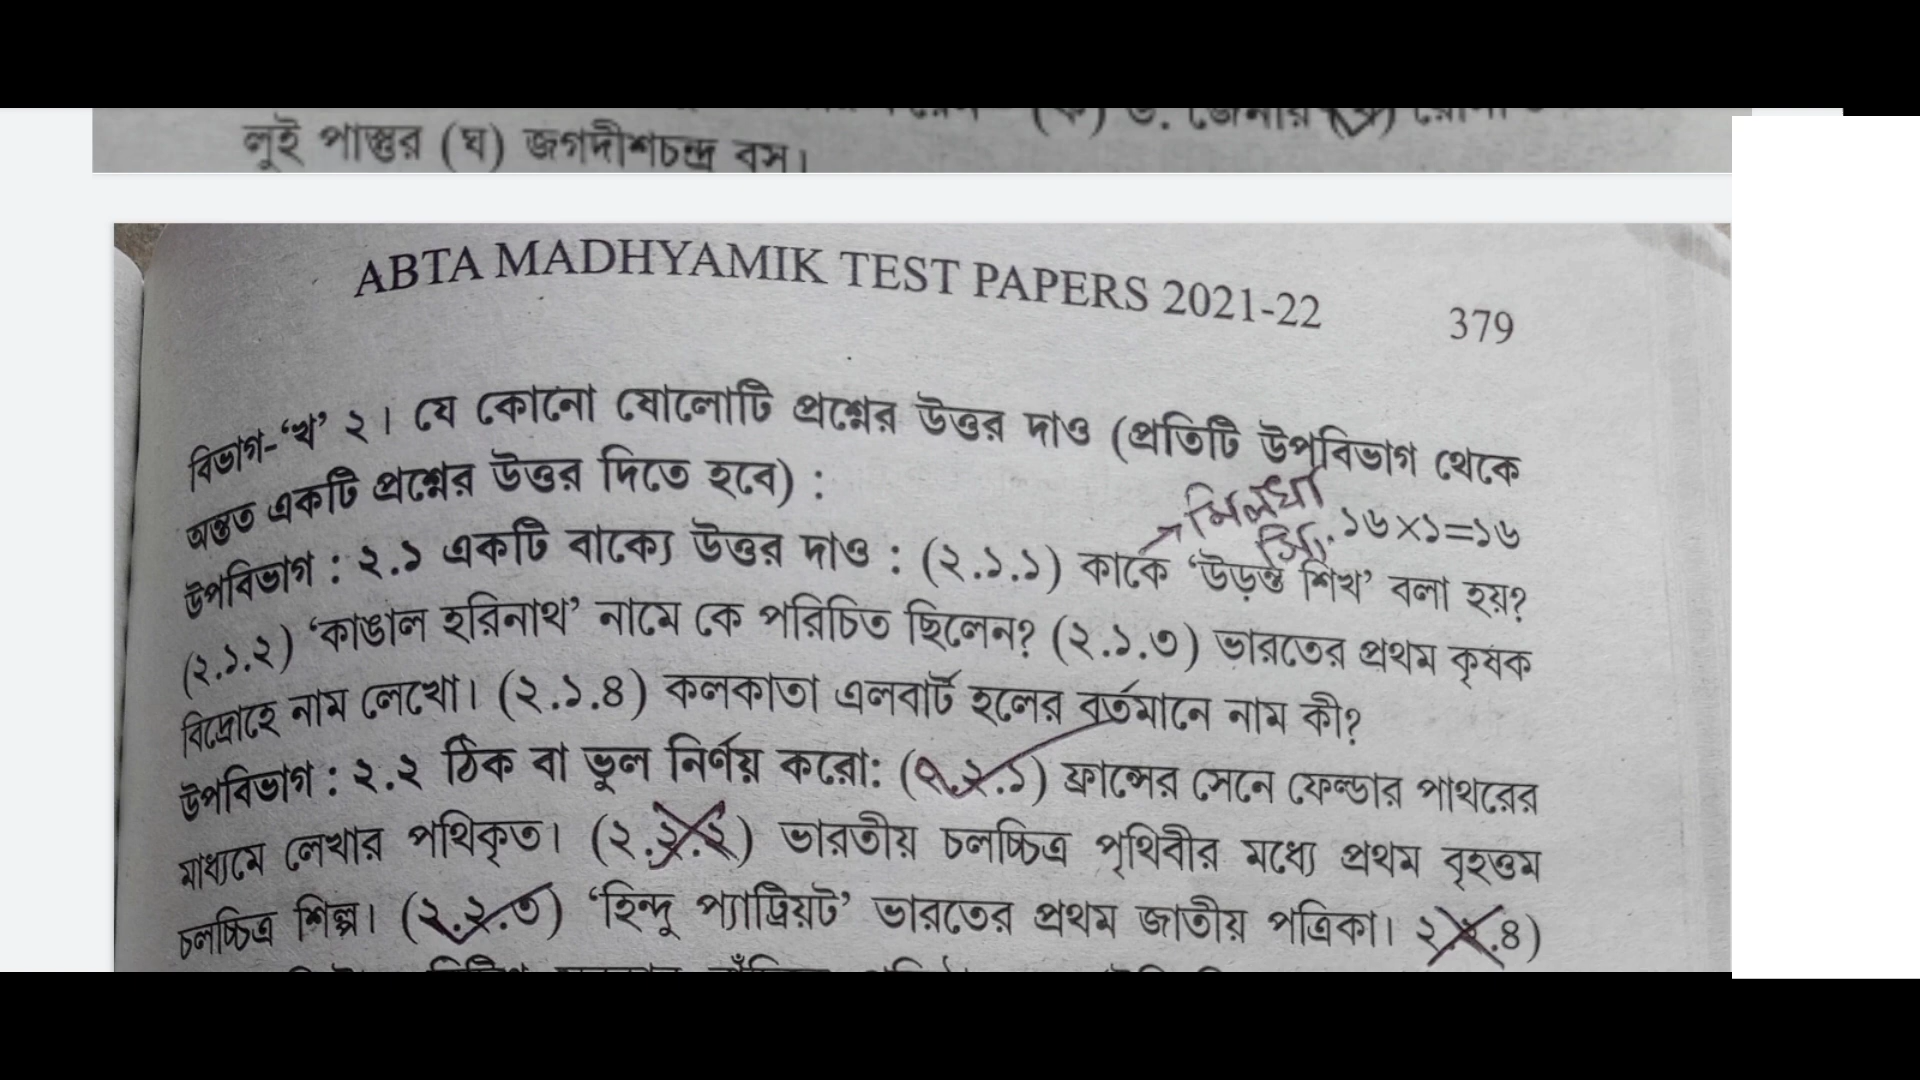 লুই পাস্তুর (ঘ) জগদীশচন্দ্র বসু।
ABTA MADHYAMIK TEST PAPERS 2021-22 379
বিভাগ-‘খ’ ২। যে কোনো ষোলোটি প্রশ্নের উত্তর দাও (প্রতিটি উপবিভাগ থেকে
অন্তত একটি প্রশ্নের উত্তর দিতে হবে) :
মিলখা
সিং
১৬×১=১৬
উপবিভাগ : ২.১ একটি বাক্যে উত্তর দাও : (২.১.১) কাকে ‘উড়ন্ত শিখ’ বলা হয়?
(২.১.২) ‘কাঙাল হরিনাথ’ নামে কে পরিচিত ছিলেন? (২.১.৩) ভারতের প্রথম কৃষক
বিদ্রোহে নাম লেখো। (২.১.৪) কলকাতা এলবার্ট হলের বর্তমানে নাম কী?
উপবিভাগ : ২.২ ঠিক বা ভুল নির্ণয় করো: (২.২.১) ফ্রান্সের সেনে ফেল্ডার পাথরের
মাধ্যমে লেখার পথিকৃত। (২.২.২) ভারতীয় চলচ্চিত্র পৃথিবীর মধ্যে প্রথম বৃহত্তম
চলচ্চিত্র শিল্প। (২.২.৩) ‘হিন্দু প্যাট্রিয়ট’ ভারতের প্রথম জাতীয় পত্রিকা। ২.২.৪)